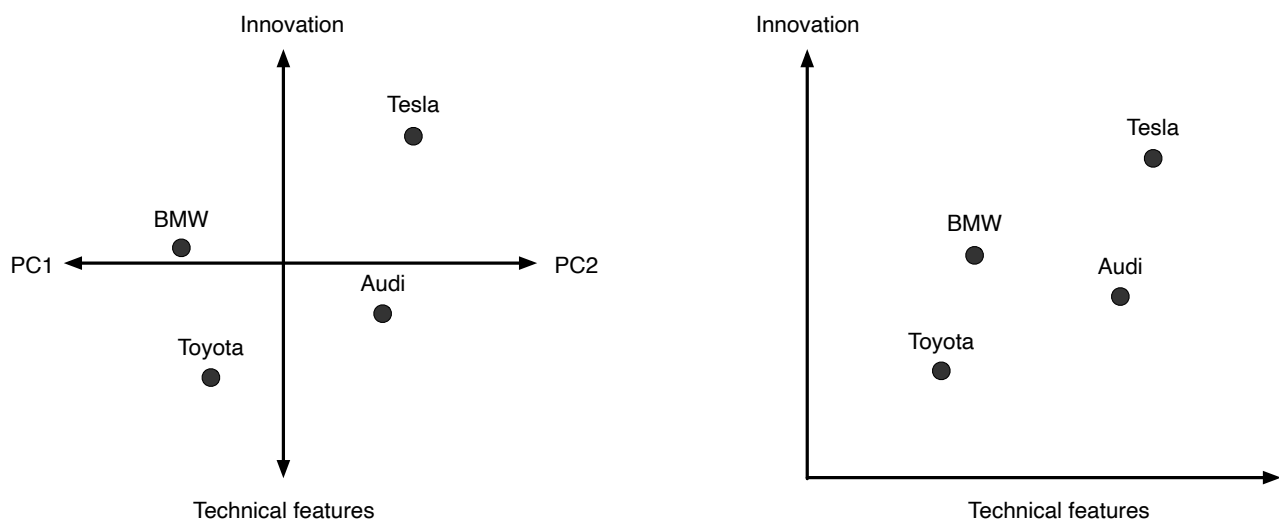 Innovation
Tesla
BMW
PC1
PC2
Audi
Toyota
Technical features
Innovation
Tesla
BMW
Audi
Toyota
Technical features